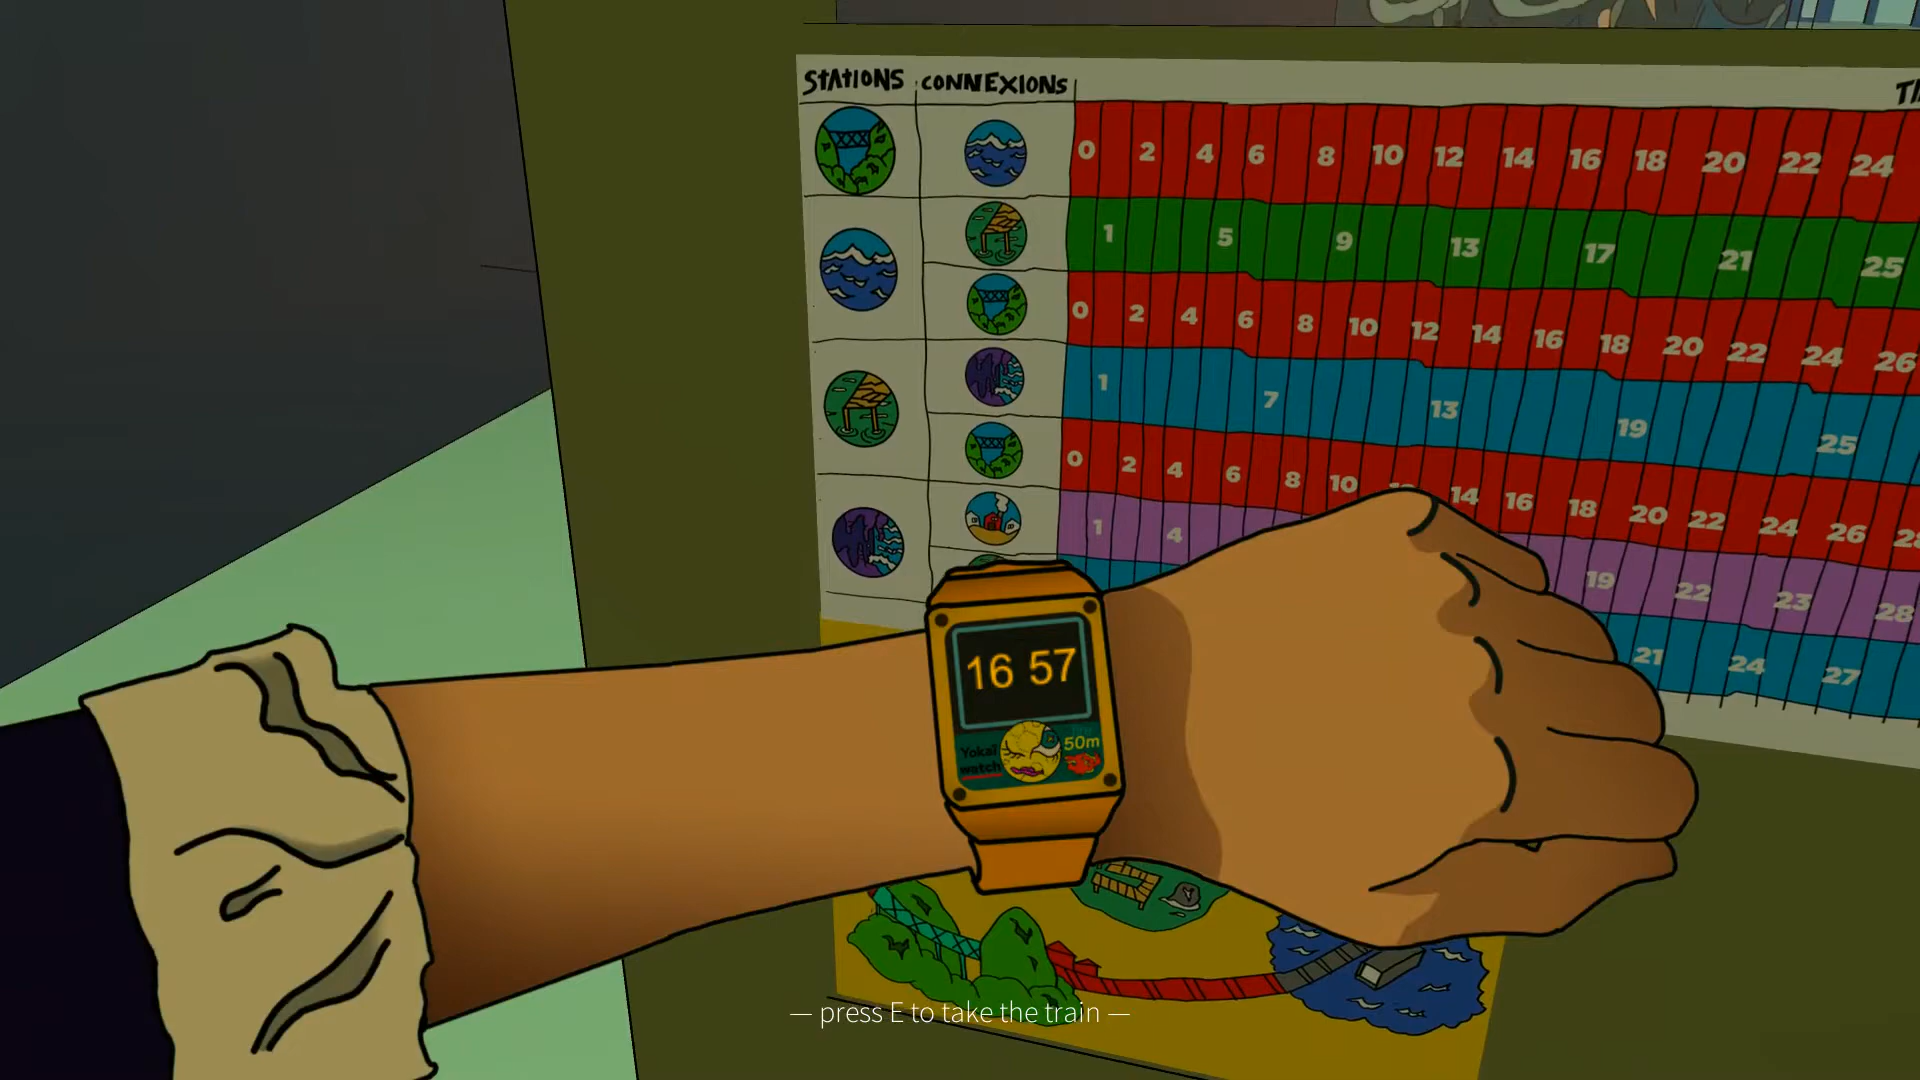 STATIONS CONNEXIONS
0 2 4 6 8 10 12 14 16 18 20 22 24
1 5 9 13 17 21 25
0 2 4 6 8 10 12 14 16 18 20 22 24 26
1 7 13 19 25
0 2 4 6 8 10 14 16 18 20 22 24 26
1 4 19 22 23 28
21 24 27
16 57
Yokai
watch
50m
— press E to take the train —